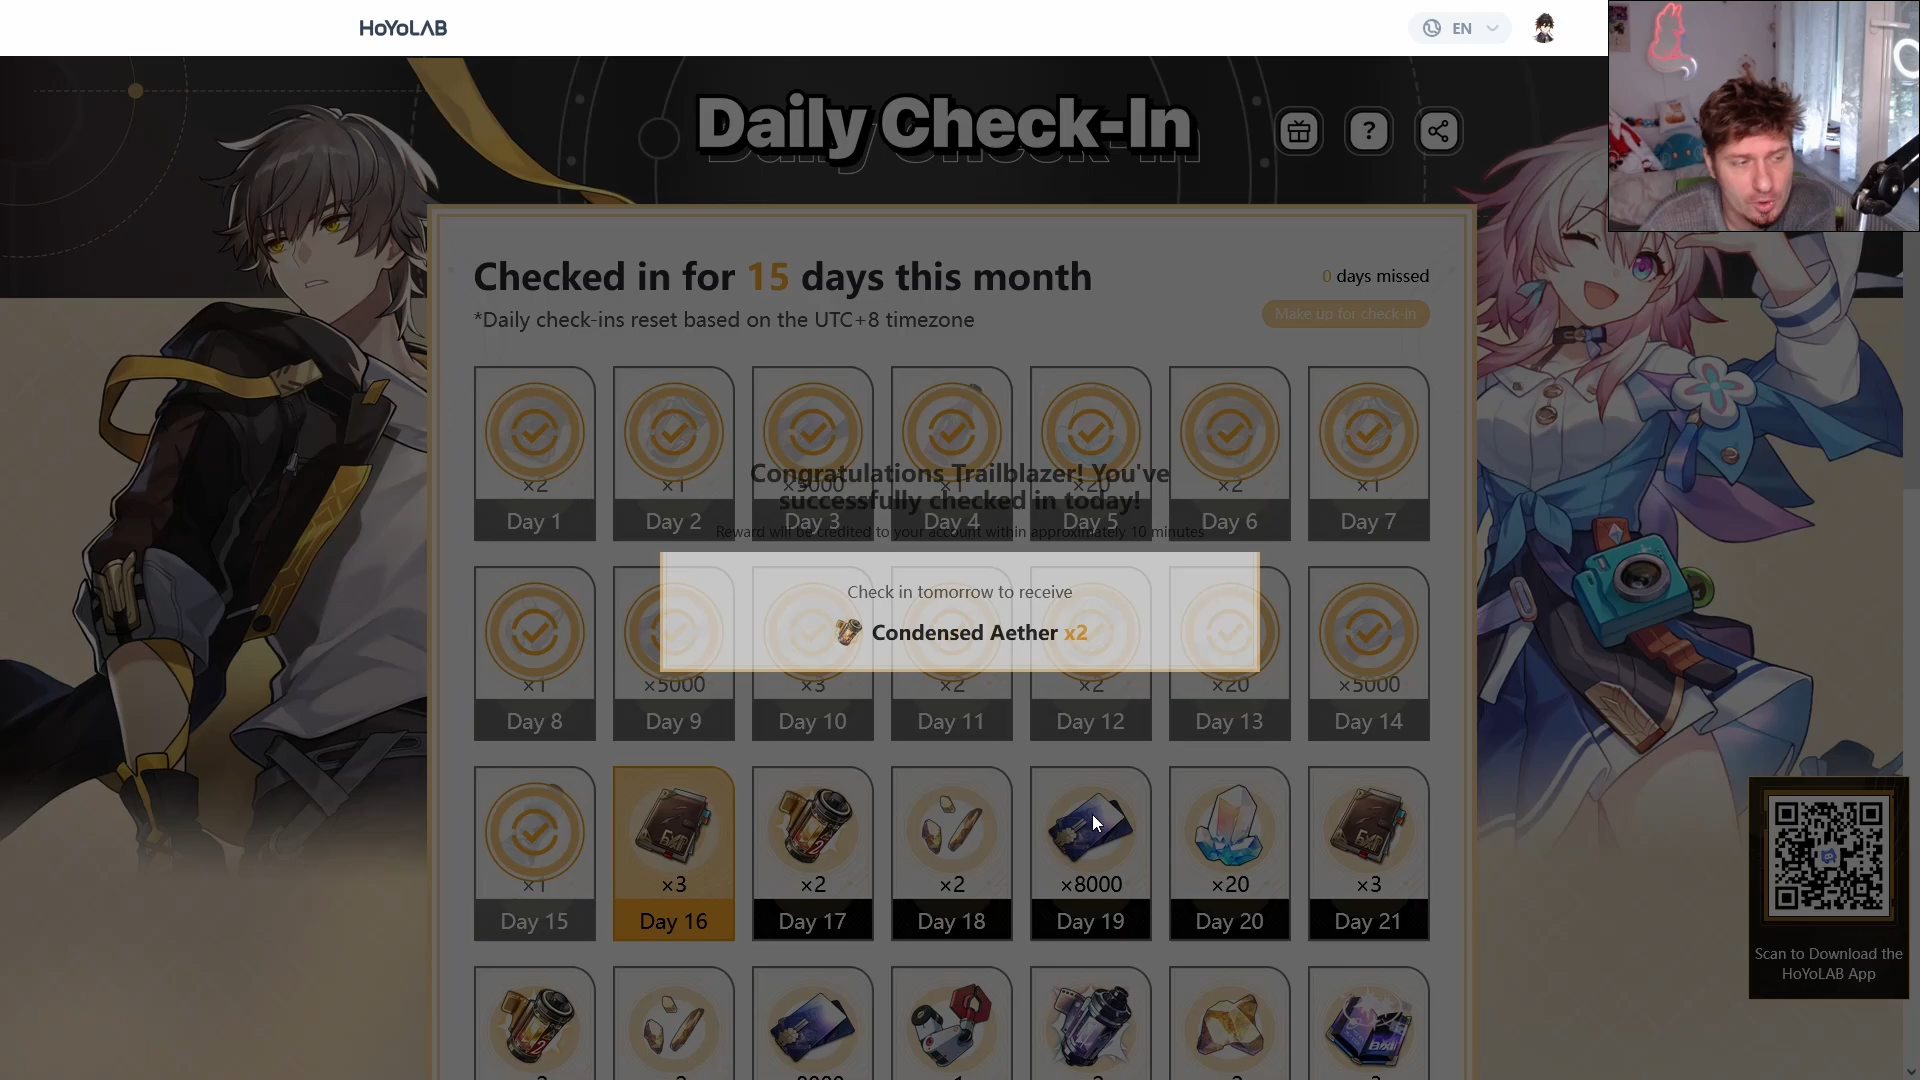 HoYoLAB
EN
Daily Check-In
Checked in for 15 days this month
0 days missed
*Daily check-ins reset based on the UTC+8 timezone
Make up for check-in
×2
×1
×5000
×1
×20
×2
×1
Congratulations Trailblazer! You've
successfully checked in today!
Day 1
Day 2
Day 3
Day 4
Day 5
Day 6
Day 7
Reward will be credited to your account within approximately 10 minutes
Check in tomorrow to receive
Condensed Aether x2
×1
×5000
×3
×2
×2
×20
×5000
Day 8
Day 9
Day 10
Day 11
Day 12
Day 13
Day 14
×1
×3
×2
×2
×8000
×20
×3
Day 15
Day 16
Day 17
Day 18
Day 19
Day 20
Day 21
Scan to Download the
HoYoLAB App